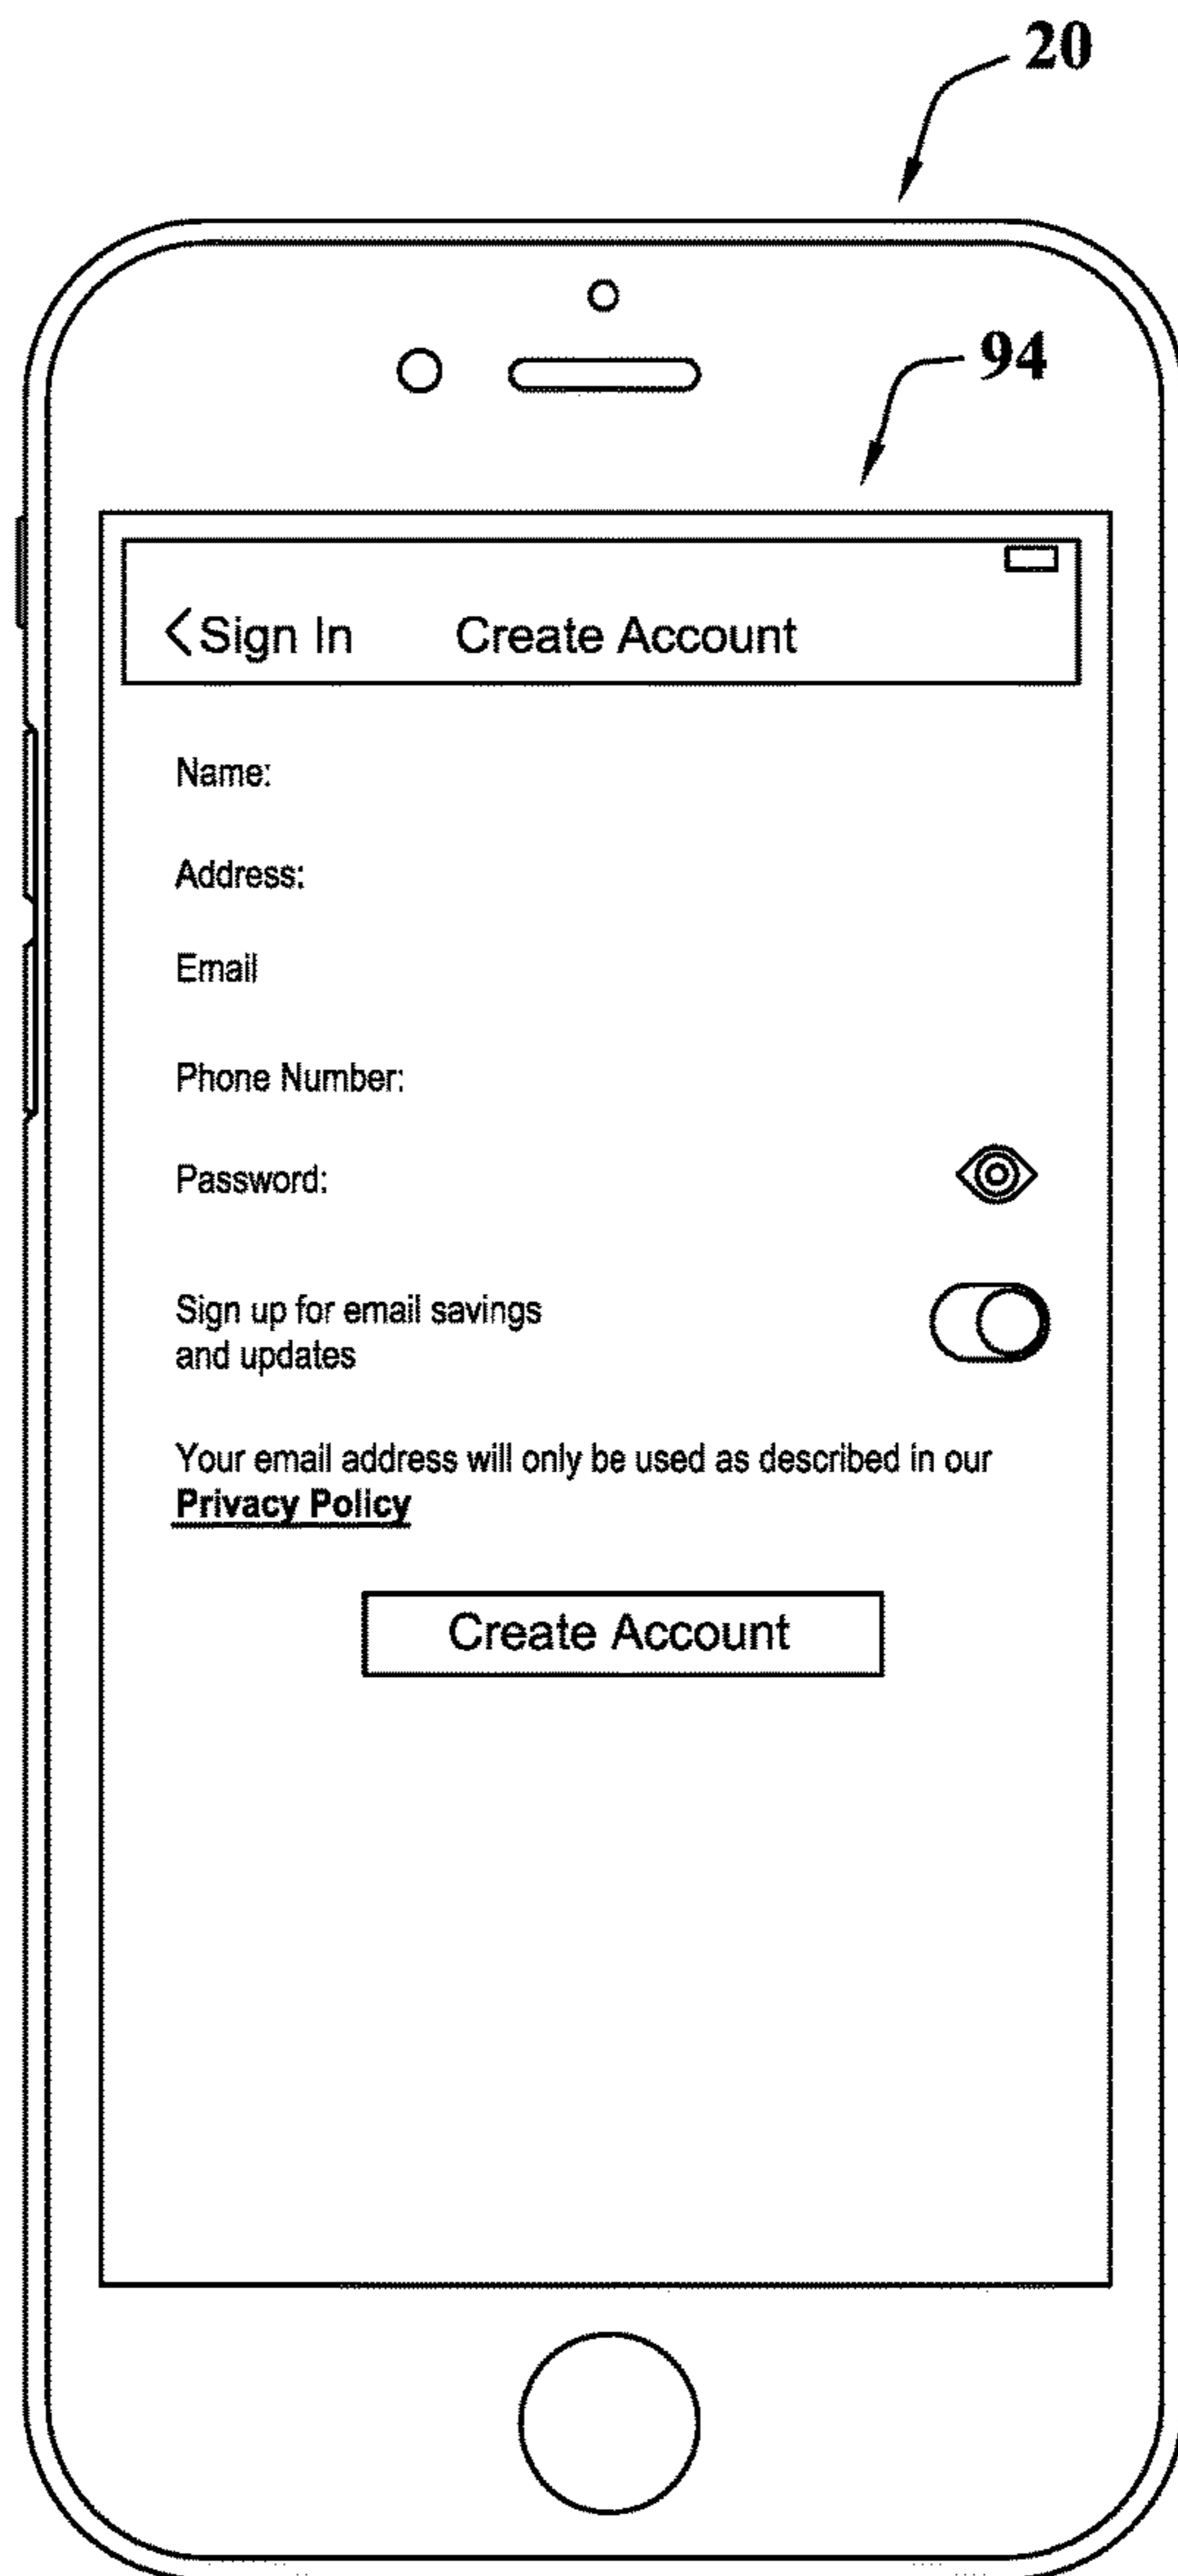 20
94
<Sign In Create Account
Name:
Address:
Email
Phone Number:
Password:
Sign up for email savings
and updates
Your email address will only be used as described in our
Privacy Policy
Create Account